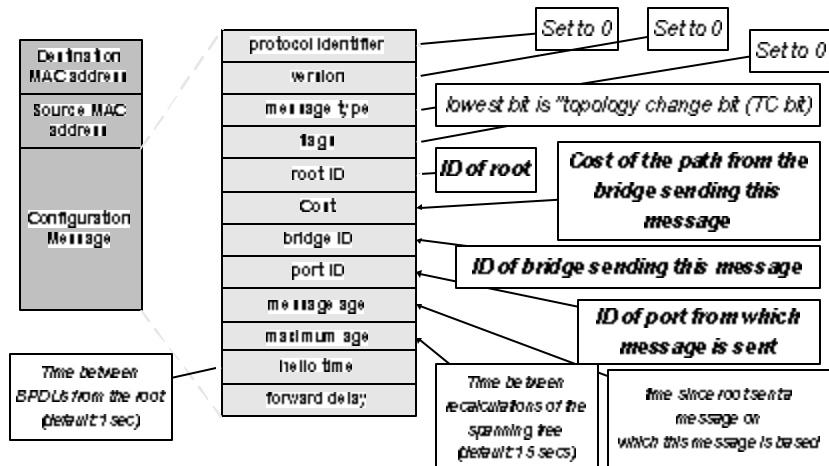 Destination
MAC address
Source MAC
address
Configuration
Message
protocol identifier
version
message type
flags
root ID
Cost
bridge ID
port ID
message age
maximum age
hello time
forward delay
Set to 0
Set to 0
Set to 0
lowest bit is "topology change bit (TC bit)
ID of root
Cost of the path from the
bridge sending this
message
ID of bridge sending this message
ID of port from which
message is sent
Time between
BPDUs from the root
(default: 1sec)
Time between
recalculations of the
spanning tree
(default: 15 secs)
time since root sent a
message on
which this message is based